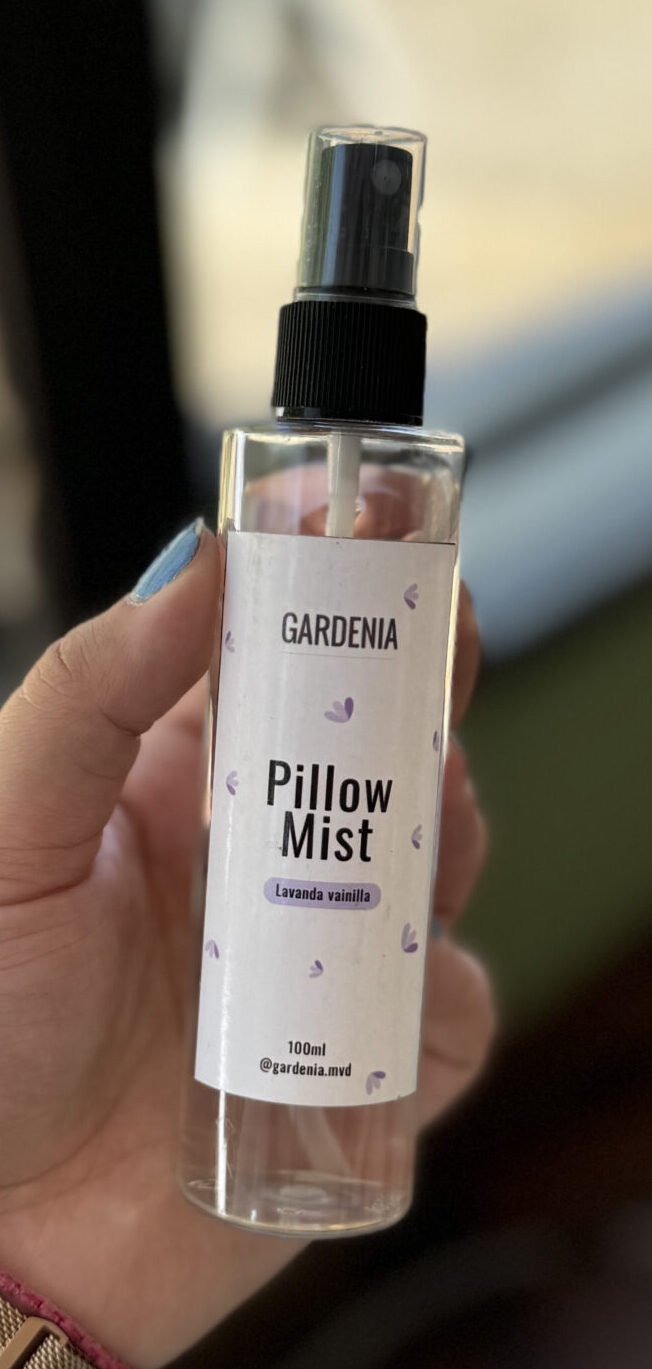 GARDENIA
Pillow
Mist
Lavanda vainilla
100ml
@gardenia.mvd